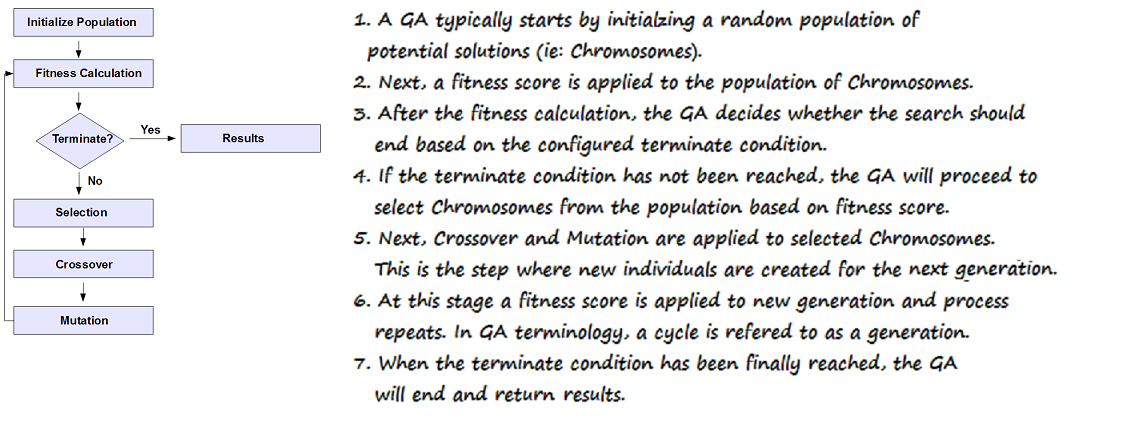 Initialize Population
Fitness Calculation
Terminate?
Yes
Results
No
Selection
Crossover
Mutation
1. A GA typically starts by initialzing a random population of
potential solutions (ie: Chromosomes).
2. Next, a fitness score is applied to the population of Chromosomes.
3. After the fitness calculation, the GA decides whether the search should
end based on the configured terminate condition.
4. If the terminate condition has not been reached, the GA will proceed to
select Chromosomes from the population based on fitness score.
5. Next, Crossover and Mutation are applied to selected Chromosomes.
This is the step where new individuals are created for the next generation.
6. At this stage a fitness score is applied to new generation and process
repeats. In GA terminology, a cycle is refered to as a generation.
7. When the terminate condition has been finally reached, the GA
will end and return results.